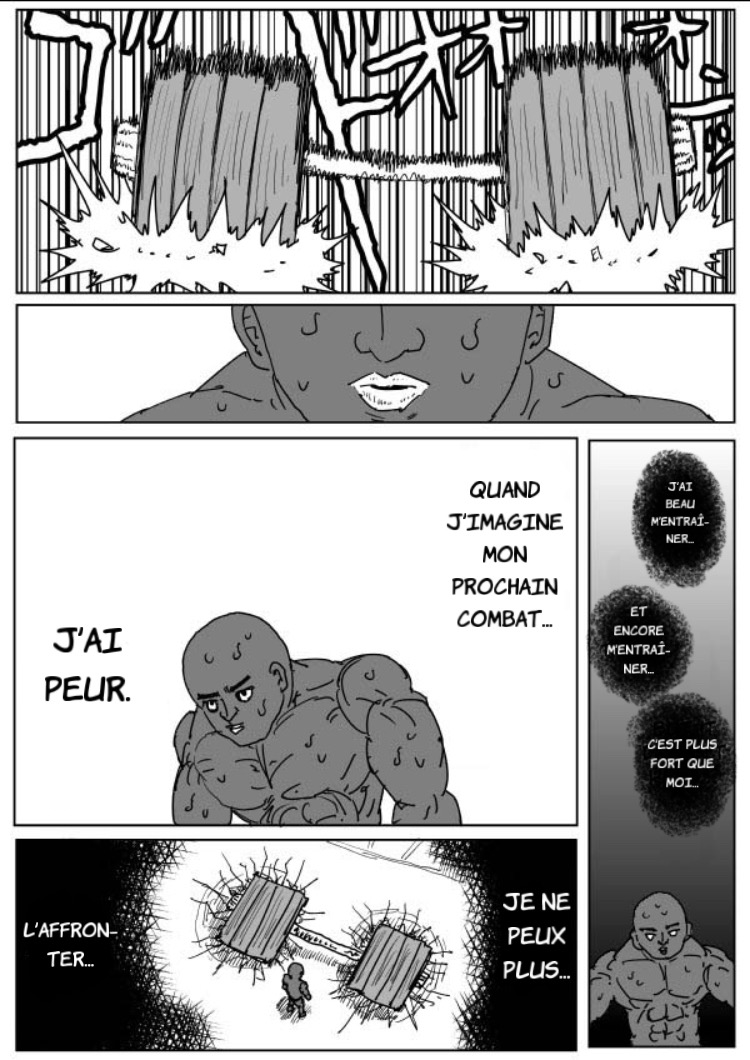 J'AI
BEAU
M'ENTRAÎ-
NER...
ET
ENCORE
M'ENTRAÎ-
NER...
C'EST PLUS
FORT QUE
MOI...
QUAND
J'IMAGINE
MON
PROCHAIN
COMBAT...
J'AI
PEUR.
JE NE
PEUX
PLUS...
L'AFFRON-
TER...